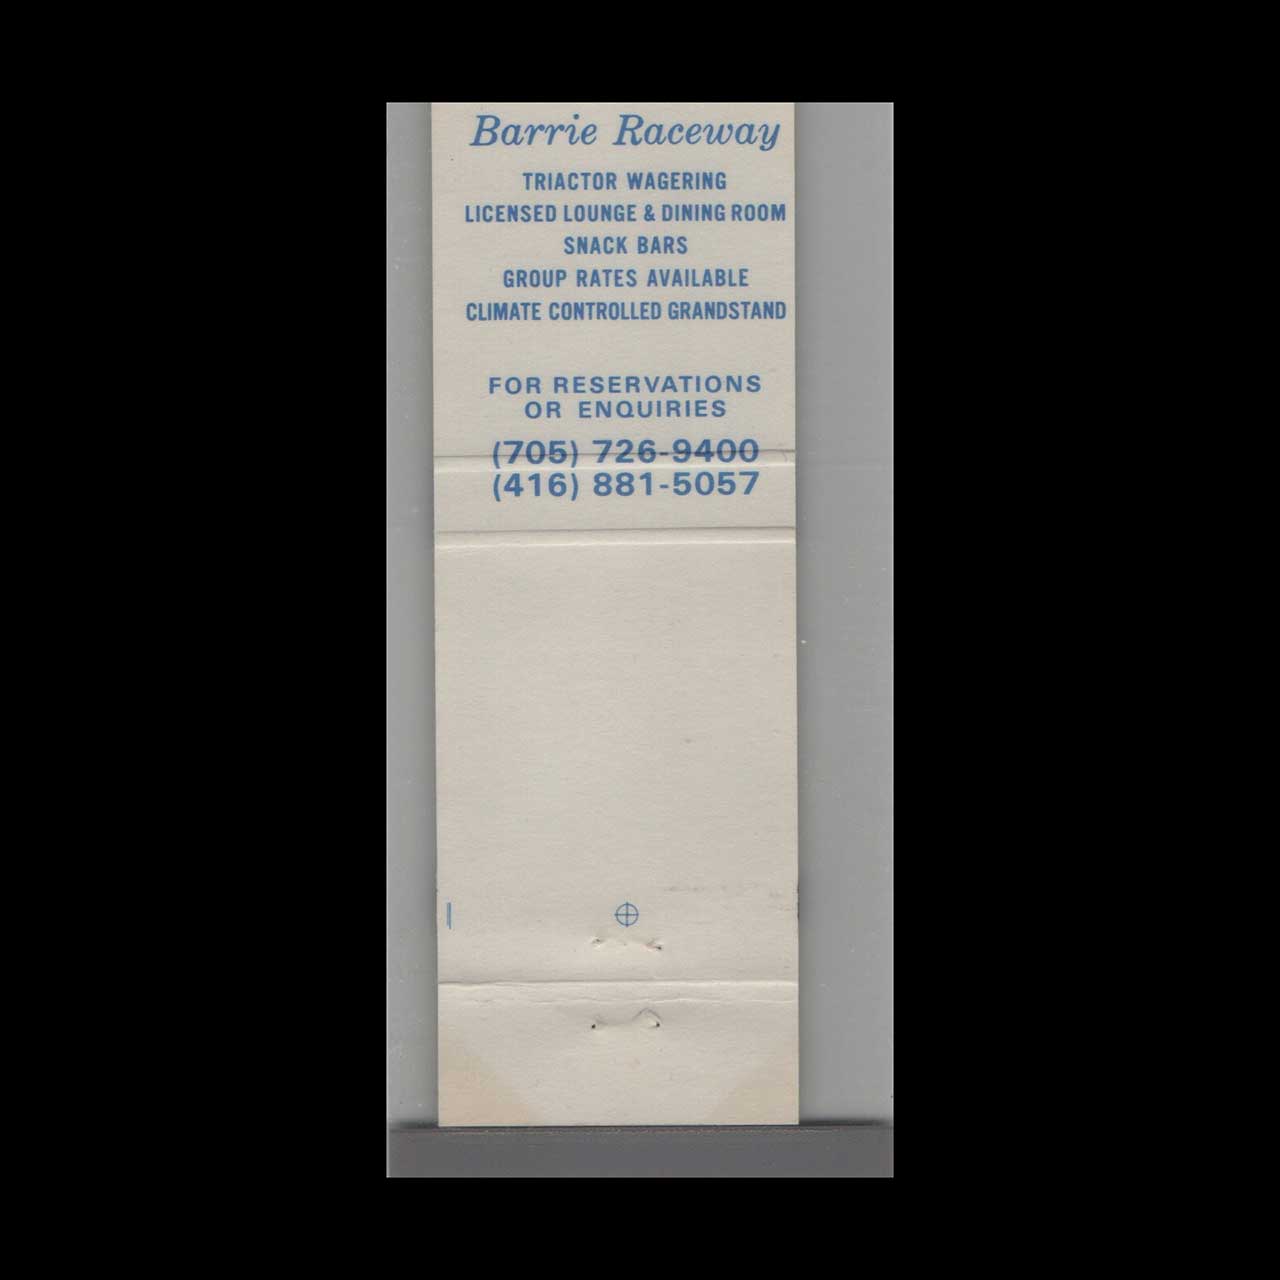 Barrie Raceway
TRIACTOR WAGERING
LICENSED LOUNGE & DINING ROOM
SNACK BARS
GROUP RATES AVAILABLE
CLIMATE CONTROLLED GRANDSTAND
FOR RESERVATIONS
OR ENQUIRIES
(705) 726-9400
(416) 881-5057